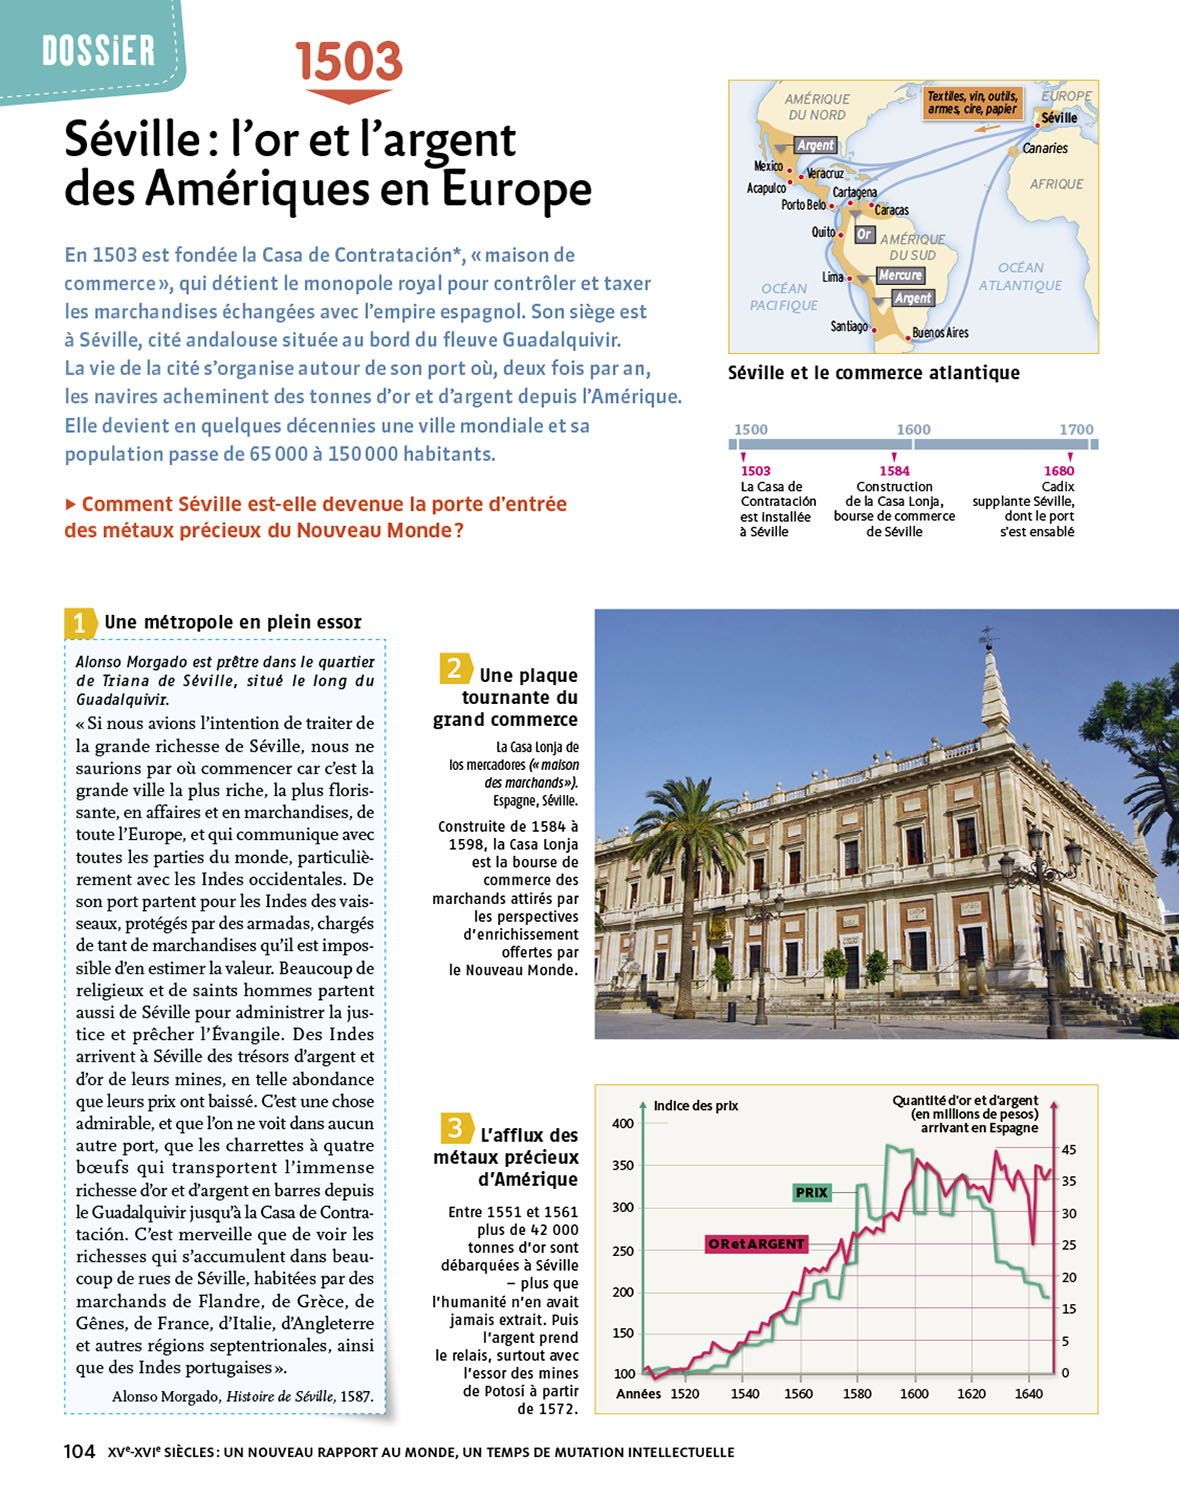 DOSSiER
1503
Séville : l'or et l'argent
des Amériques en Europe
En 1503 est fondée la Casa de Contratación*, « maison de
commerce », qui détient le monopole royal pour contrôler et taxer
les marchandises échangées avec l'empire espagnol. Son siège est
à Séville, cité andalouse située au bord du fleuve Guadalquivir.
La vie de la cité s'organise autour de son port où, deux fois par an,
les navires acheminent des tonnes d'or et d'argent depuis l'Amérique.
Elle devient en quelques décennies une ville mondiale et sa
population passe de 65 000 à 150 000 habitants.
▶ Comment Séville est-elle devenue la porte d'entrée
des métaux précieux du Nouveau Monde ?
AMÉRIQUE
DU NORD
Textiles, vin, outils,
armes, cire, papier
EUROPE
Séville
Argent
Canaries
Mexico
Veracruz
Acapulco
AFRIQUE
Cartagena
Porto Belo
Caracas
Quito
Or
AMÉRIQUE
DU SUD
Lima
Mercure
OCÉAN
ATLANTIQUE
OCÉAN
PACIFIQUE
Argent
Santiago
Buenos Aires
Séville et le commerce atlantique
1500 1600 1700
1503
La Casa de
Contratación
est installée
à Séville
1584
Construction
de la Casa Lonja,
bourse de commerce
de Séville
1680
Cadix
supplante Séville,
dont le port
s'est ensablé
1 Une métropole en plein essor
Alonso Morgado est prêtre dans le quartier
de Triana de Séville, situé le long du
Guadalquivir.
« Si nous avions l'intention de traiter de
la grande richesse de Séville, nous ne
saurions par où commencer car c'est la
grande ville la plus riche, la plus floris-
sante, en affaires et en marchandises, de
toute l'Europe, et qui communique avec
toutes les parties du monde, particuliè-
rement avec les Indes occidentales. De
son port partent pour les Indes des vais-
seaux, protégés par des armadas, chargés
de tant de marchandises qu'il est impos-
sible d'en estimer la valeur. Beaucoup de
religieux et de saints hommes partent
aussi de Séville pour administrer la jus-
tice et prêcher l'Évangile. Des Indes
arrivent à Séville des trésors d'argent et
d'or de leurs mines, en telle abondance
que leurs prix ont baissé. C'est une chose
admirable, et que l'on ne voit dans aucun
autre port, que les charrettes à quatre
bœufs qui transportent l'immense
richesse d'or et d'argent en barres depuis
le Guadalquivir jusqu'à la Casa de Contra-
tación. C'est merveille que de voir les
richesses qui s'accumulent dans beau-
coup de rues de Séville, habitées par des
marchands de Flandre, de Grèce, de
Gênes, de France, d'Italie, d'Angleterre
et autres régions septentrionales, ainsi
que des Indes portugaises ».
Alonso Morgado, Histoire de Séville, 1587.
2 Une plaque
tournante du
grand commerce
La Casa Lonja de
los mercadores (« maison
des marchands »).
Espagne, Séville.
Construite de 1584 à
1598, la Casa Lonja
est la bourse de
commerce des
marchands attirés par
les perspectives
d'enrichissement
offertes par
le Nouveau Monde.
3 L'afflux des
métaux précieux
d'Amérique
Entre 1551 et 1561
plus de 42 000
tonnes d'or sont
débarquées à Séville
– plus que
l'humanité n'en avait
jamais extrait. Puis
l'argent prend
le relais, surtout avec
l'essor des mines
de Potosí à partir
de 1572.
Indice des prix
Quantité d'or et d'argent
(en millions de pesos)
arrivant en Espagne
400
350
300
250
200
150
100
45
35
30
25
20
15
5
0
PRIX
OR et ARGENT
Années 1520 1540 1560 1580 1600 1620 1640
104 XVe-XVIe SIÈCLES : UN NOUVEAU RAPPORT AU MONDE, UN TEMPS DE MUTATION INTELLECTUELLE